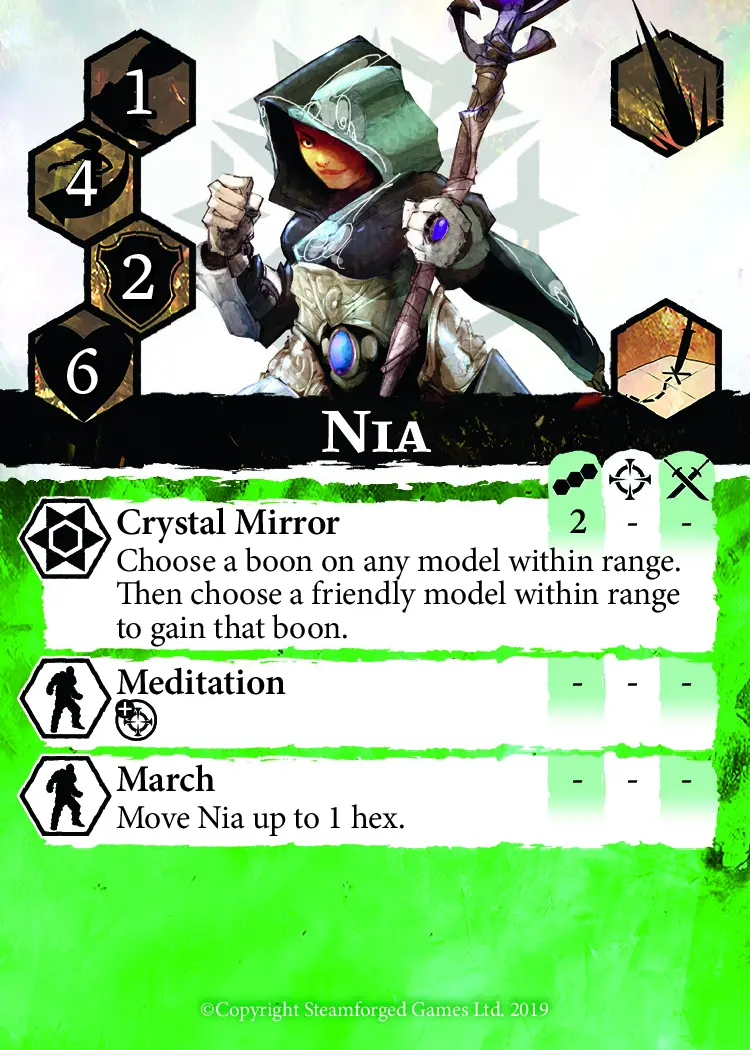 1
4
2
6
Nia
Crystal Mirror 2 - -
Choose a boon on any model within range.
Then choose a friendly model within range
to gain that boon.
Meditation - - -
March - - -
Move Nia up to 1 hex.
©Copyright Steamforged Games Ltd. 2019